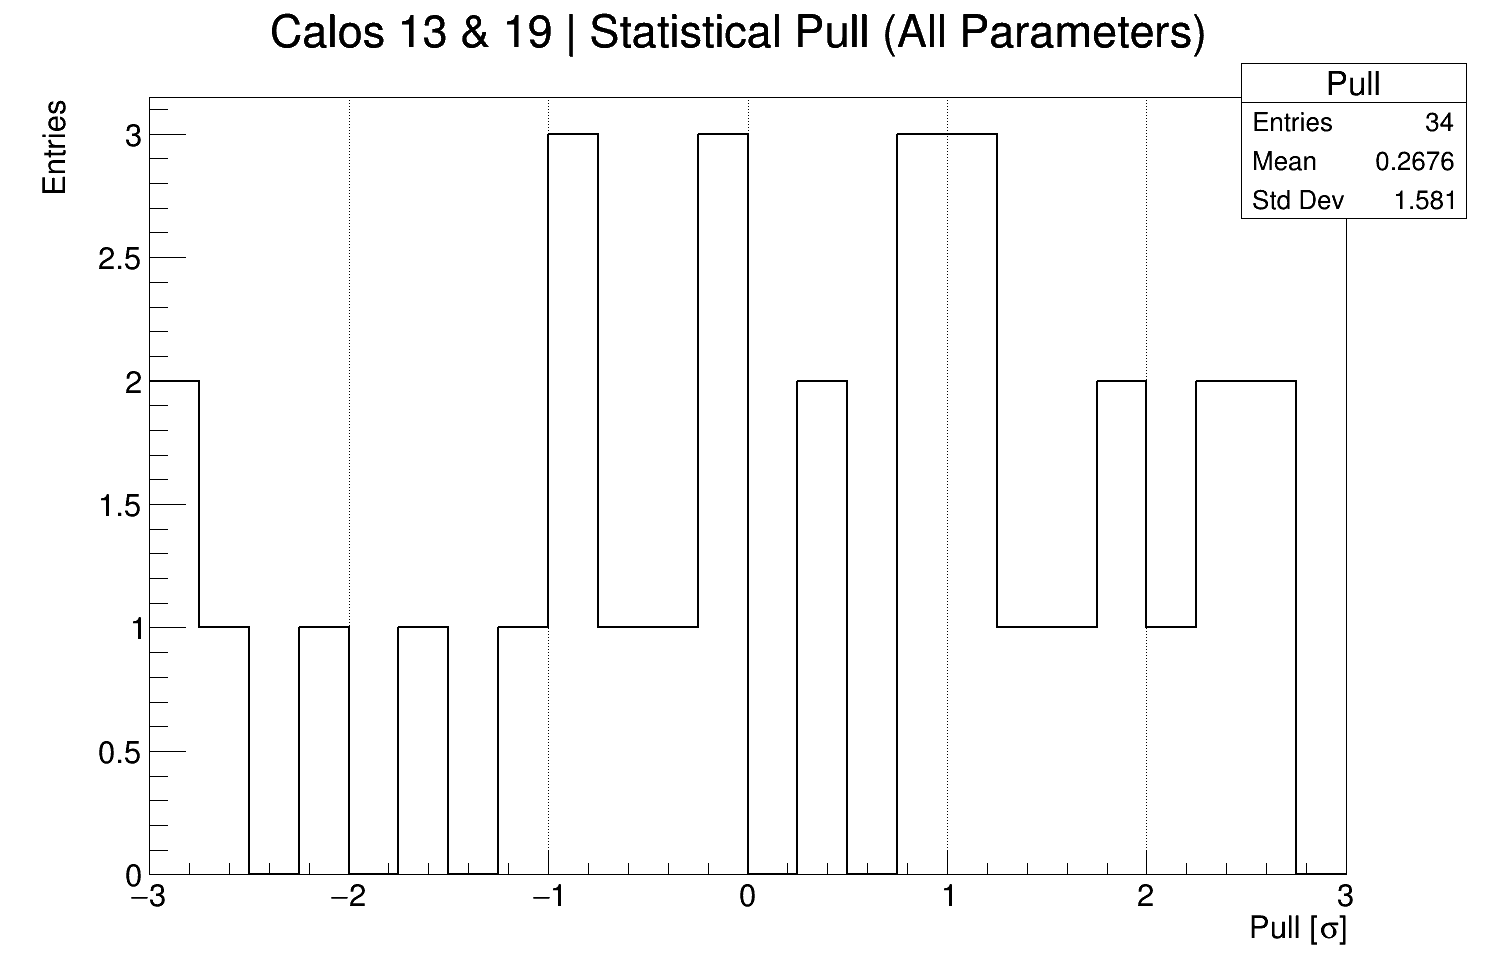 Calos 13 & 19 | Statistical Pull (All Parameters)
Pull
Entries 34
Mean 0.2676
Std Dev 1.581
Entries
3
2.5
2
1.5
1
0.5
0
−3 −2 −1 0 1 2 3
Pull [σ]